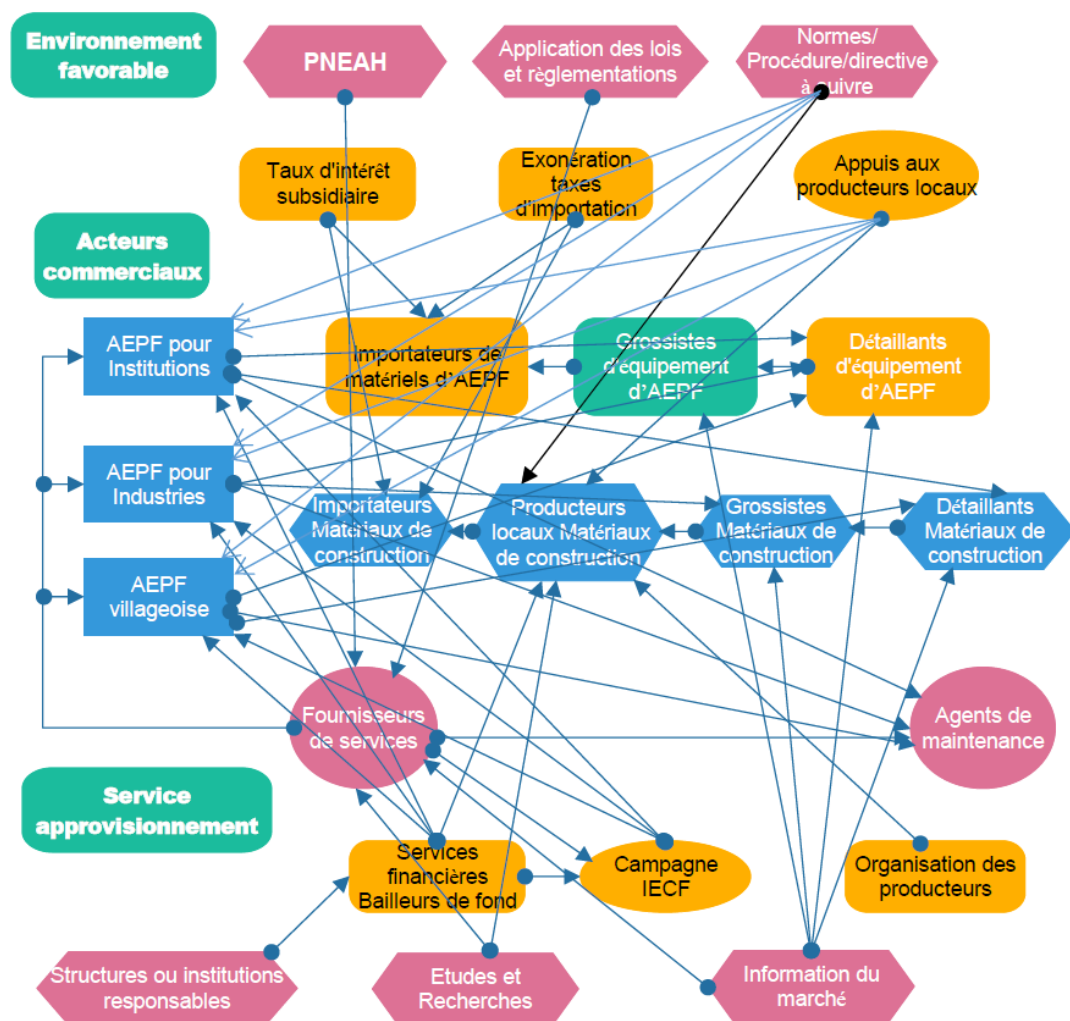 Environnement
favorable
PNEAH
Application des lois
et règlementations
Normes/
Procédure/directive
à suivre
Taux d'intérêt
subsidiaire
Exonération
taxes
d'importation
Appuis aux
producteurs locaux
Acteurs
commerciaux
AEPF pour
Institutions
Importateurs de
matériels d'AEPF
Grossistes
d'équipement
d'AEPF
Détaillants
d'équipement
d'AEPF
AEPF pour
Industries
Importateurs
Matériaux de
construction
Producteurs
locaux Matériaux
de construction
Grossistes
Matériaux de
construction
Détaillants
Matériaux de
construction
AEPF
villageoise
Fournisseurs
de services
Agents de
maintenance
Service
approvisionnement
Services
financières
Bailleurs de fond
Campagne
IECF
Organisation des
producteurs
Structures ou institutions
responsables
Etudes et
Recherches
Information du
marché